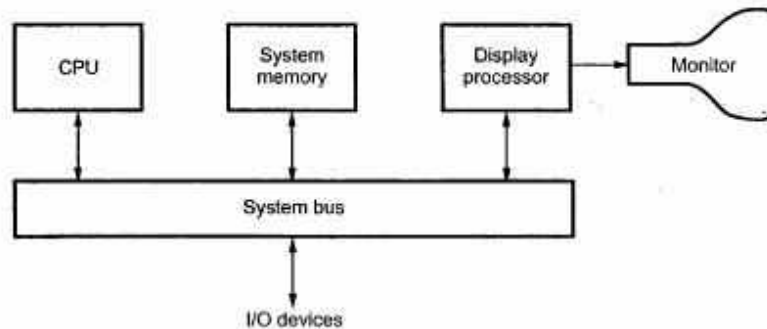 CPU
System
memory
Display
processor
Monitor
System bus
I/O devices